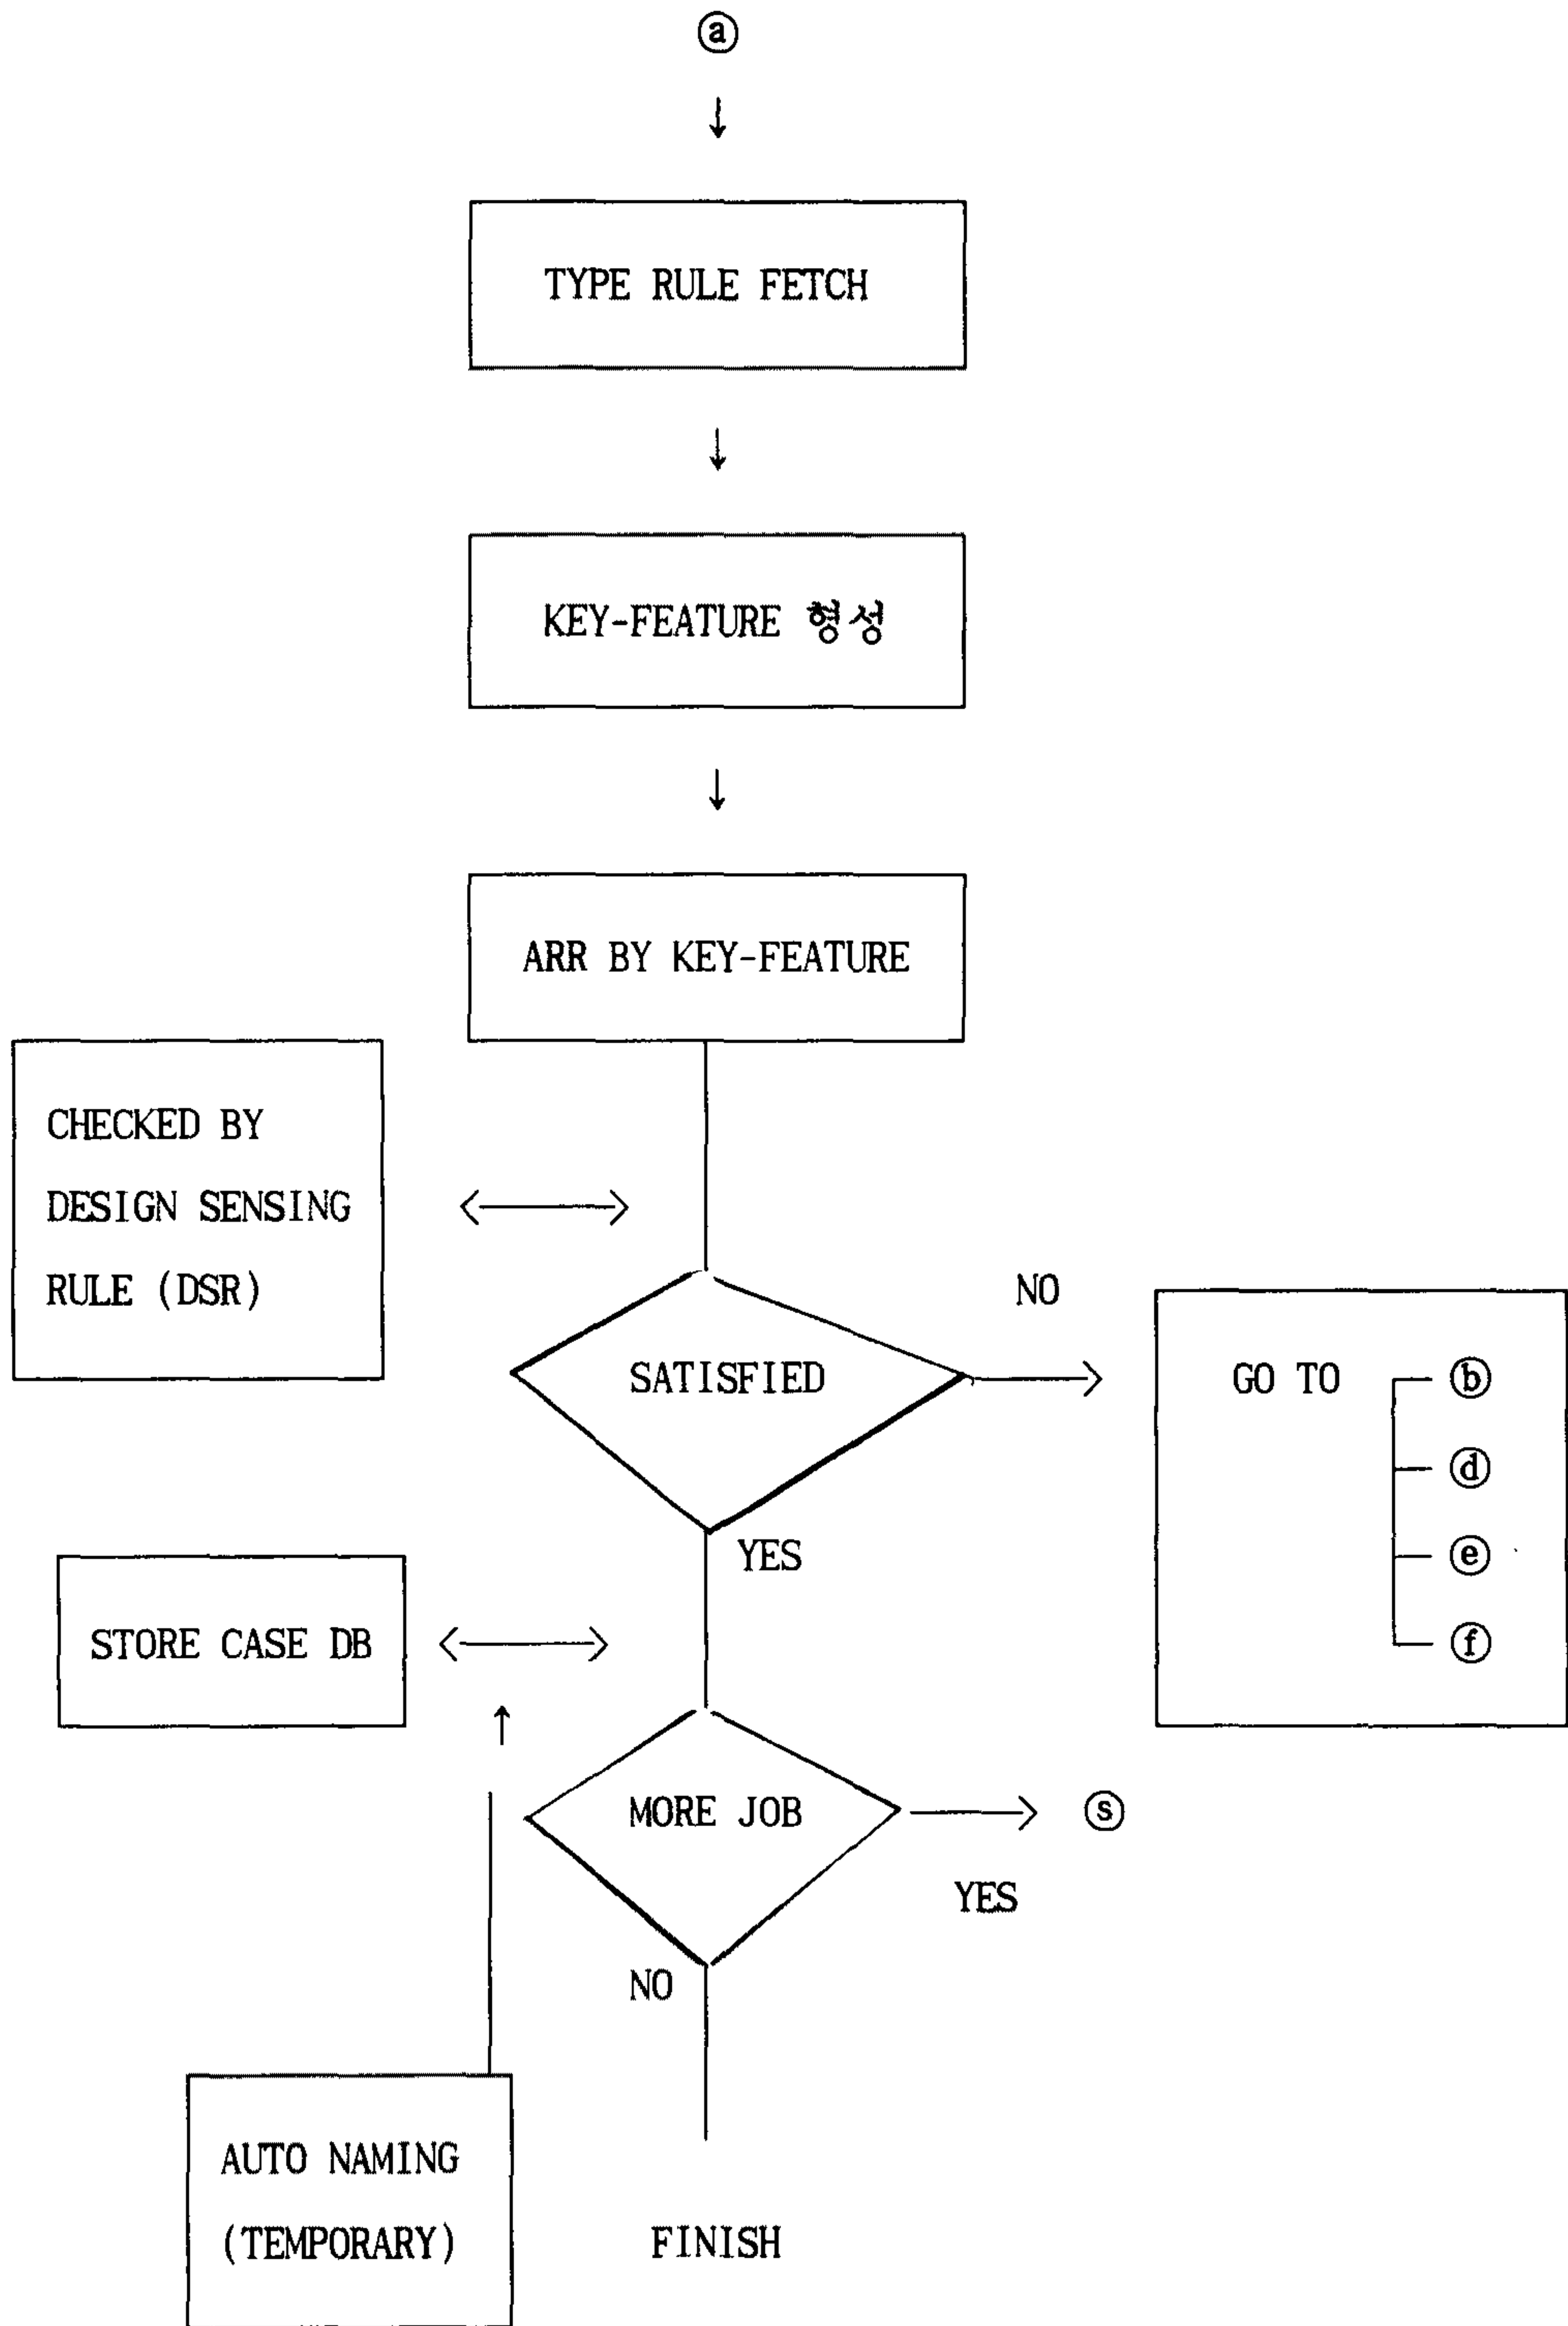 ⓐ
TYPE RULE FETCH
KEY-FEATURE 형성
ARR BY KEY-FEATURE
CHECKED BY
DESIGN SENSING
RULE (DSR)
SATISFIED
NO
GO TO ⓑ
ⓓ
ⓔ
ⓕ
YES
STORE CASE DB
MORE JOB
ⓢ
YES
NO
AUTO NAMING
(TEMPORARY)
FINISH